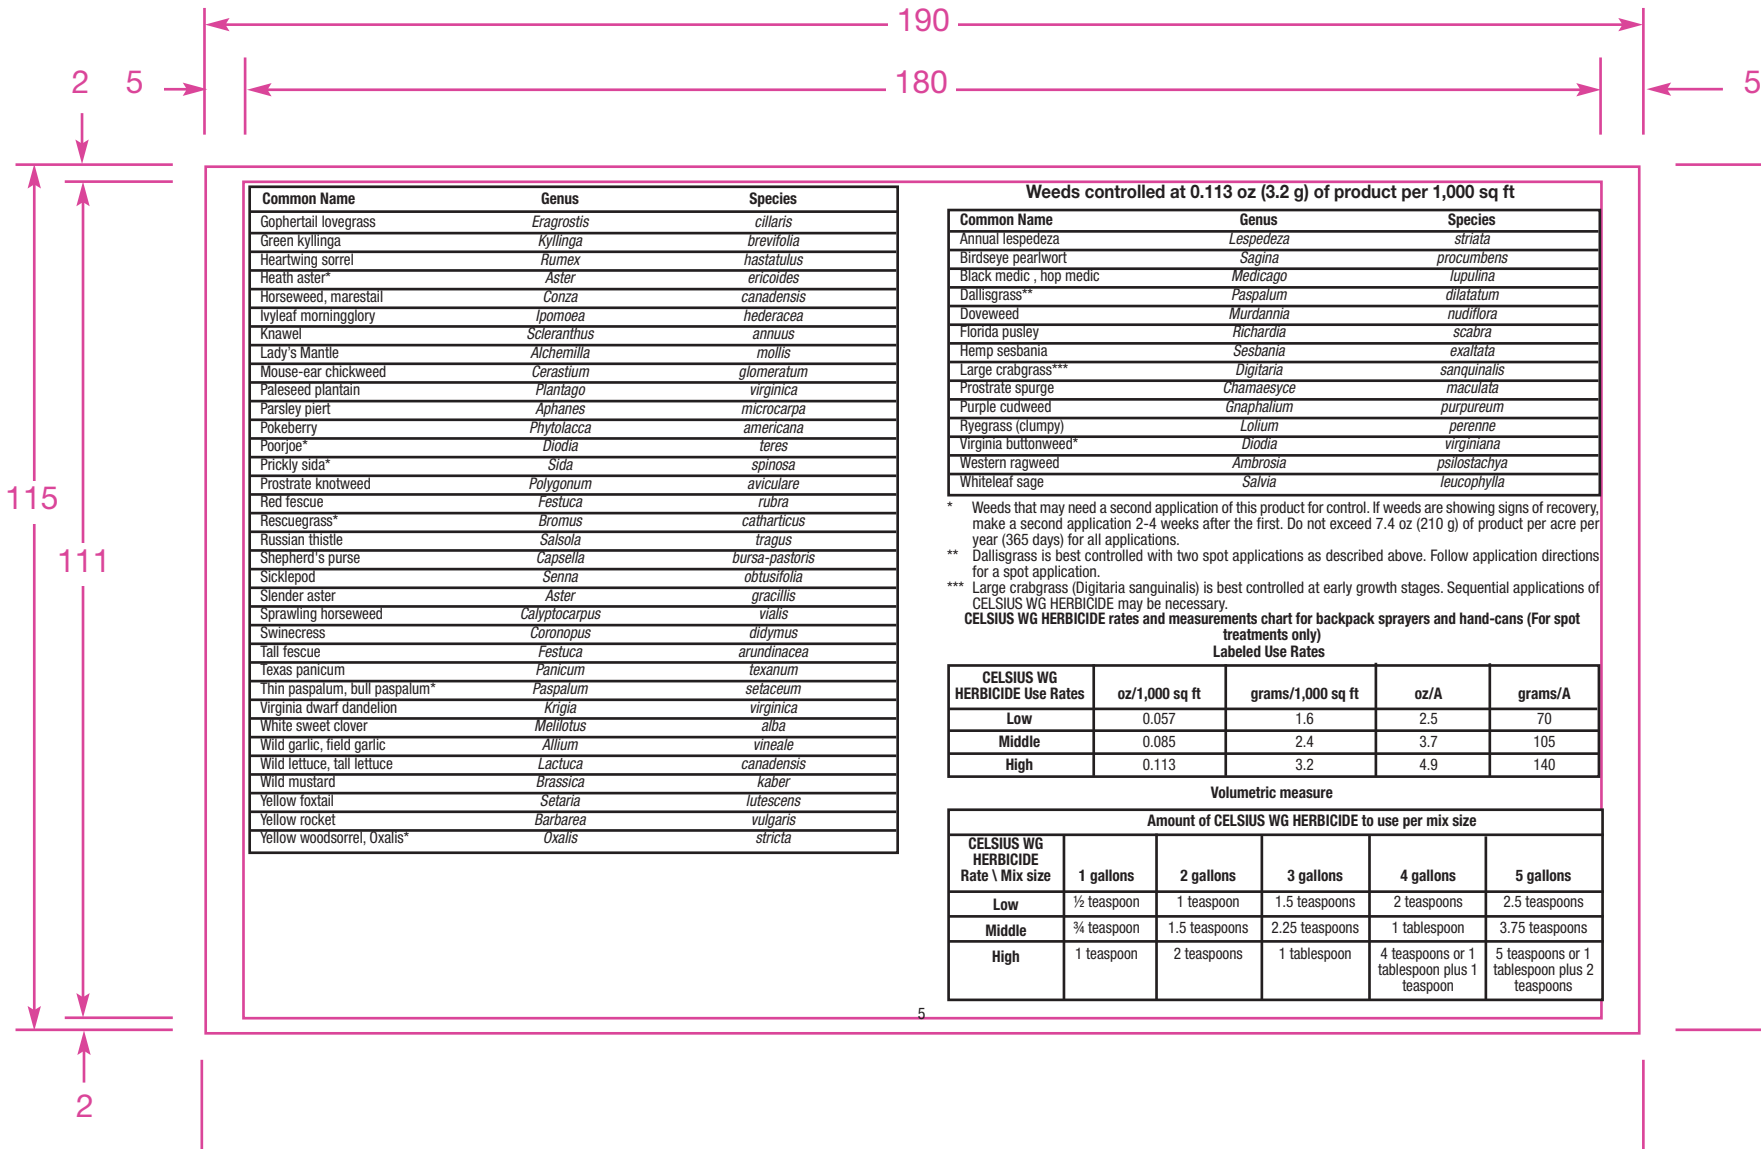 190
2 5 180 5
Common Name Genus Species
Gophertail lovegrass Eragrostis cillaris
Green kyllinga Kyllinga brevifolia
Heartwing sorrel Rumex hastatulus
Heath aster* Aster ericoides
Horseweed, marestail Conza canadensis
Ivyleaf morningglory Ipomoea hederacea
Knawel Scleranthus annuus
Lady's Mantle Alchemilla mollis
Mouse-ear chickweed Cerastium glomeratum
Paleseed plantain Plantago virginica
Parsley piert Aphanes microcarpa
Pokeberry Phytolacca americana
Poorjoe* Diodia teres
Prickly sida* Sida spinosa
Prostrate knotweed Polygonum aviculare
Red fescue Festuca rubra
Rescuegrass* Bromus catharticus
Russian thistle Salsola tragus
Shepherd's purse Capsella bursa-pastoris
Sicklepod Senna obtusifolia
Slender aster Aster gracillis
Sprawling horseweed Calyptocarpus vialis
Swinecress Coronopus didymus
Tall fescue Festuca arundinacea
Texas panicum Panicum texanum
Thin paspalum, bull paspalum* Paspalum setaceum
Virginia dwarf dandelion Krigia virginica
White sweet clover Melilotus alba
Wild garlic, field garlic Allium vineale
Wild lettuce, tall lettuce Lactuca canadensis
Wild mustard Brassica kaber
Yellow foxtail Setaria lutescens
Yellow rocket Barbarea vulgaris
Yellow woodsorrel, Oxalis* Oxalis stricta
Weeds controlled at 0.113 oz (3.2 g) of product per 1,000 sq ft
Common Name Genus Species
Annual lespedeza Lespedeza striata
Birdseye pearlwort Sagina procumbens
Black medic , hop medic Medicago lupulina
Dallisgrass** Paspalum dilatatum
Doveweed Murdannia nudiflora
Florida pusley Richardia scabra
Hemp sesbania Sesbania exaltata
Large crabgrass*** Digitaria sanquinalis
Prostrate spurge Chamaesyce maculata
Purple cudweed Gnaphalium purpureum
Ryegrass (clumpy) Lolium perenne
Virginia buttonweed* Diodia virginiana
Western ragweed Ambrosia psilostachya
Whiteleaf sage Salvia leucophylla
* Weeds that may need a second application of this product for control. If weeds are showing signs of recovery,
make a second application 2-4 weeks after the first. Do not exceed 7.4 oz (210 g) of product per acre per
year (365 days) for all applications.
** Dallisgrass is best controlled with two spot applications as described above. Follow application directions
for a spot application.
*** Large crabgrass (Digitaria sanguinalis) is best controlled at early growth stages. Sequential applications of
CELSIUS WG HERBICIDE may be necessary.
CELSIUS WG HERBICIDE rates and measurements chart for backpack sprayers and hand-cans (For spot
treatments only)
Labeled Use Rates
CELSIUS WG
HERBICIDE Use Rates oz/1,000 sq ft grams/1,000 sq ft oz/A grams/A
Low 0.057 1.6 2.5 70
Middle 0.085 2.4 3.7 105
High 0.113 3.2 4.9 140
Volumetric measure
Amount of CELSIUS WG HERBICIDE to use per mix size
CELSIUS WG
HERBICIDE
Rate \ Mix size 1 gallons 2 gallons 3 gallons 4 gallons 5 gallons
Low ½ teaspoon 1 teaspoon 1.5 teaspoons 2 teaspoons 2.5 teaspoons
Middle ¾ teaspoon 1.5 teaspoons 2.25 teaspoons 1 tablespoon 3.75 teaspoons
High 1 teaspoon 2 teaspoons 1 tablespoon 4 teaspoons or 1 5 teaspoons or 1
tablespoon plus 1 tablespoon plus 2
teaspoon teaspoons
5
115
111
2